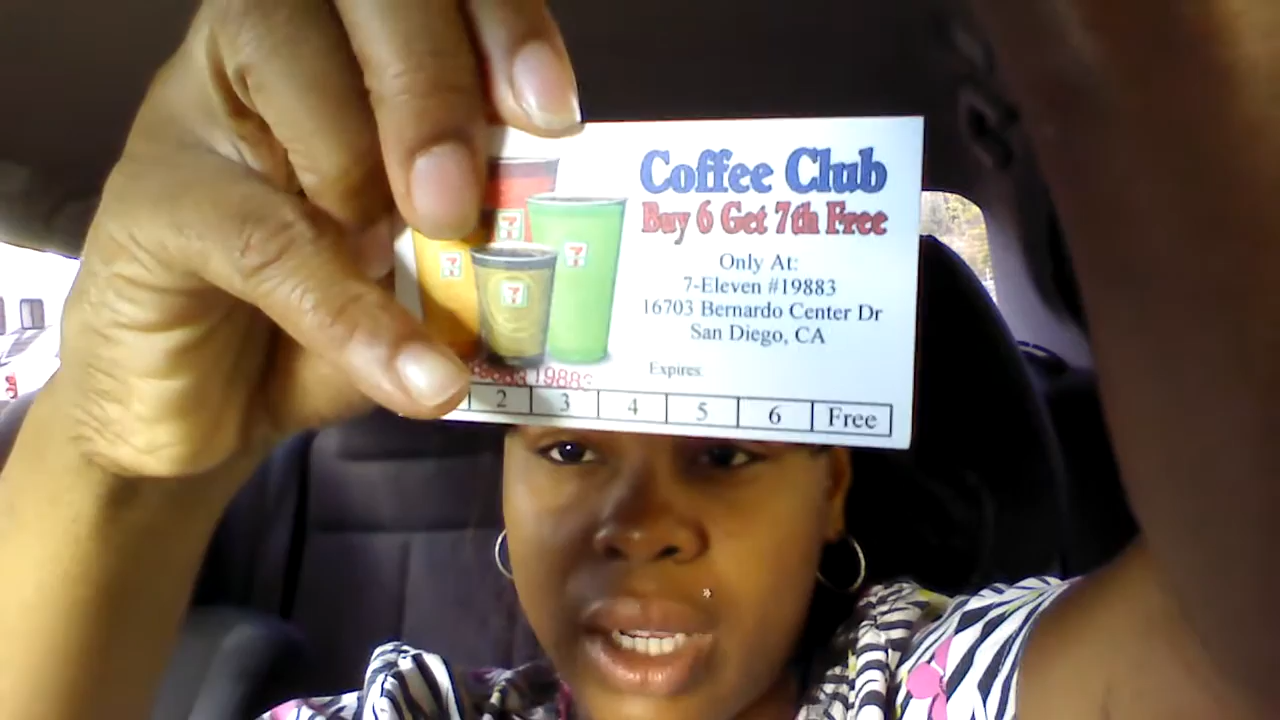 Coffee Club
Buy 6 Get 7th Free
Only At:
7-Eleven #19883
16703 Bernardo Center Dr
San Diego, CA
Expires:
19883
2 3 4 5 6 Free